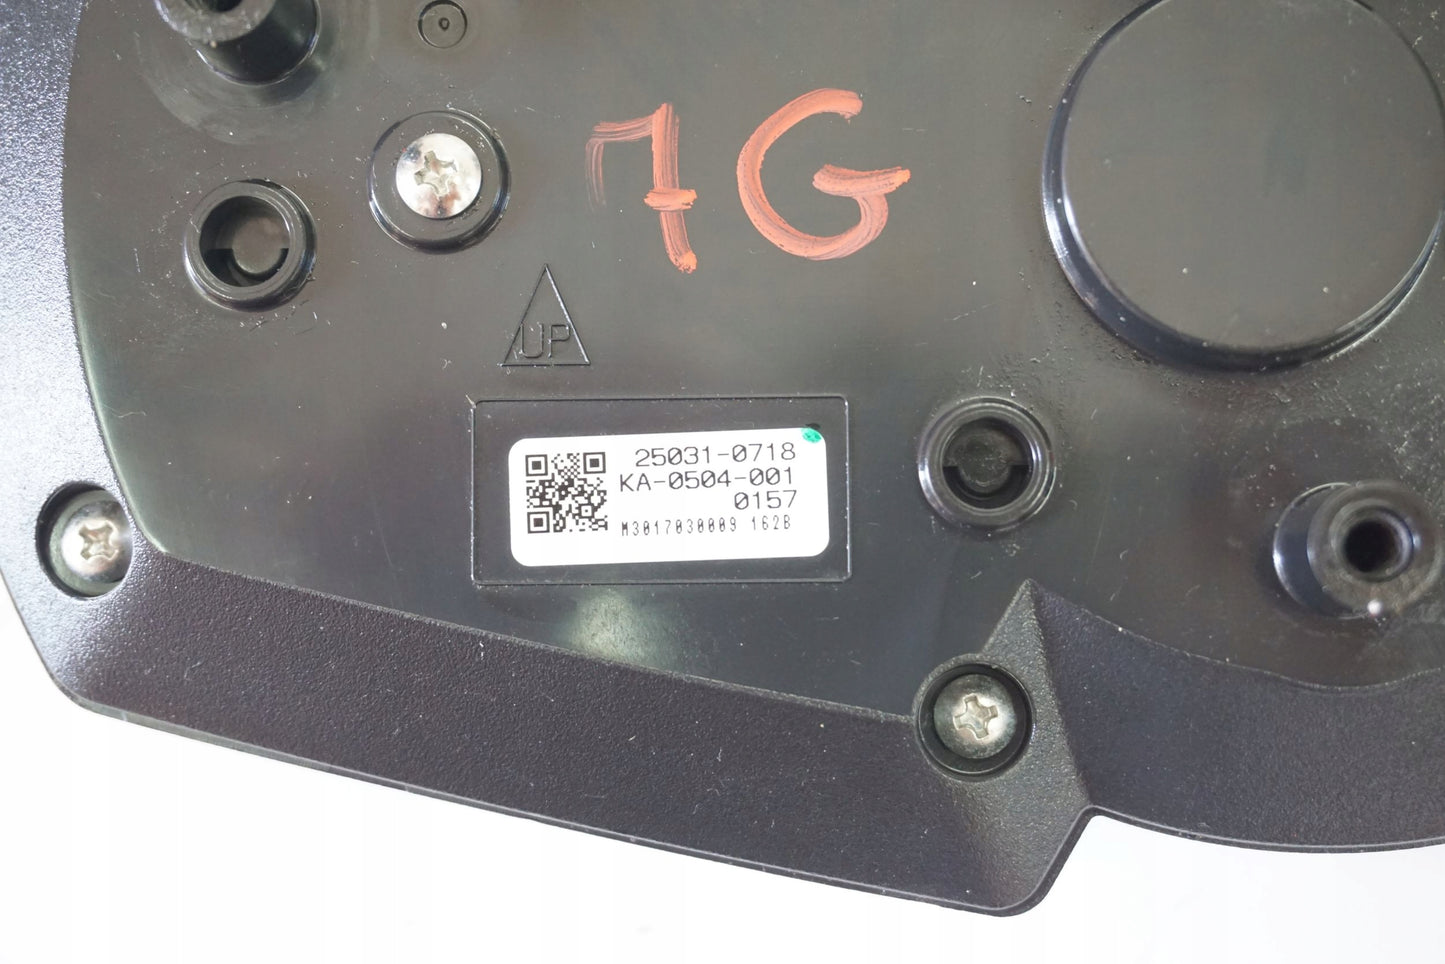 7G
UP
25031-0718
KA-0504-001
0157
M3017030009 162B